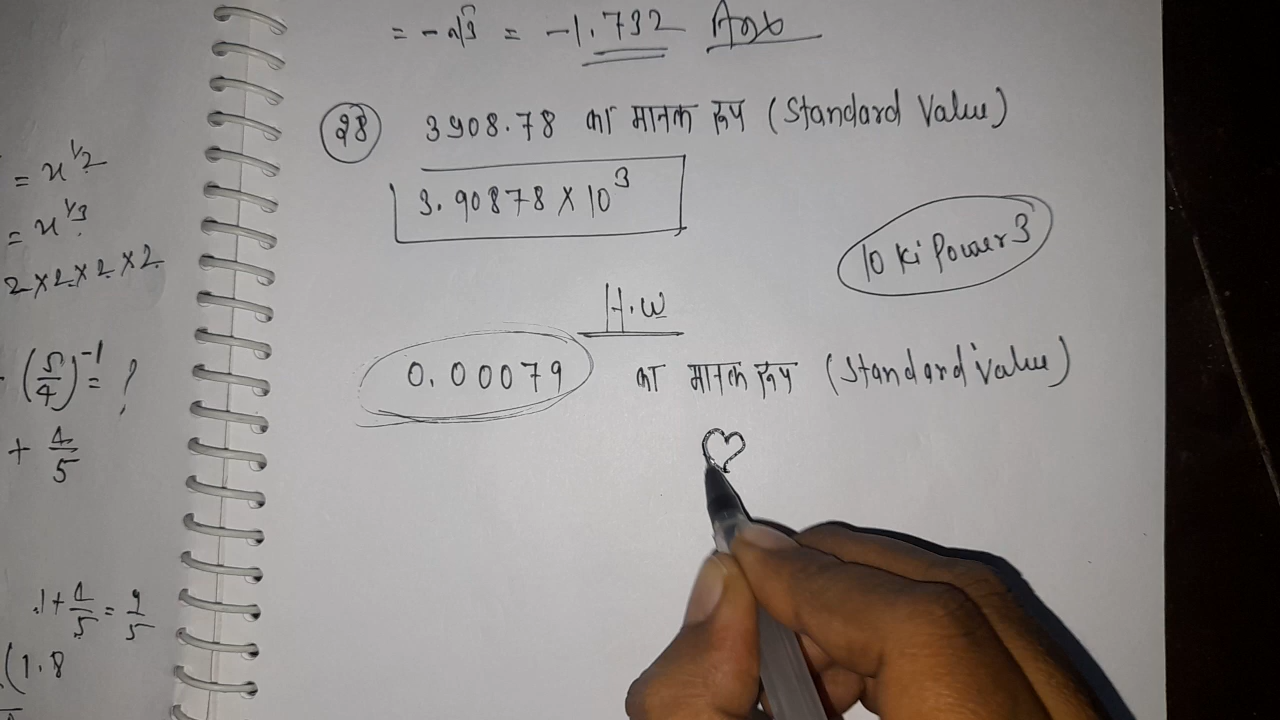 = x^1/2
= x^1/3
2×2×2×2
(5/4)^-1 = ?
+ 4/5
1+4/5 = 9/5
(1.8
= -√3 = -1.732 Ans
28 3908.78 का मानक रूप (Standard Value)
3.90878 × 10^3
10 ki Power 3
H.W
0.00079 का मानक रूप (Standard value)